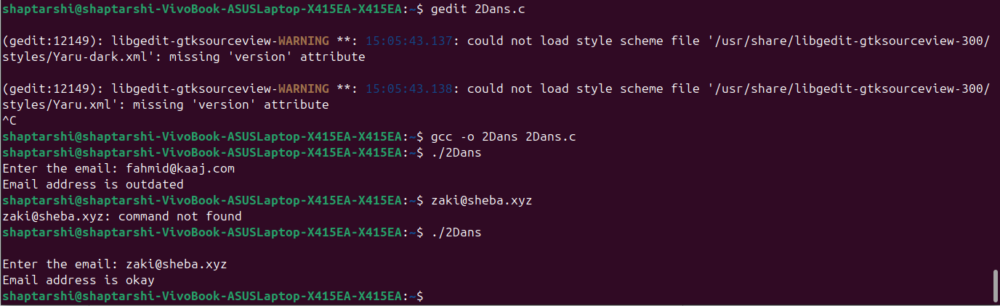 shaptarshi@shaptarshi-VivoBook-ASUSLaptop-X415EA-X415EA:~$ gedit 2Dans.c
(gedit:12149): libgedit-gtksourceview-WARNING **: 15:05:43.137: could not load style scheme file '/usr/share/libgedit-gtksourceview-300/
styles/Yaru-dark.xml': missing 'version' attribute
(gedit:12149): libgedit-gtksourceview-WARNING **: 15:05:43.138: could not load style scheme file '/usr/share/libgedit-gtksourceview-300/
styles/Yaru.xml': missing 'version' attribute
^C
shaptarshi@shaptarshi-VivoBook-ASUSLaptop-X415EA-X415EA:~$ gcc -o 2Dans 2Dans.c
shaptarshi@shaptarshi-VivoBook-ASUSLaptop-X415EA-X415EA:~$ ./2Dans
Enter the email: fahmid@kaaj.com
Email address is outdated
shaptarshi@shaptarshi-VivoBook-ASUSLaptop-X415EA-X415EA:~$ zaki@sheba.xyz
zaki@sheba.xyz: command not found
shaptarshi@shaptarshi-VivoBook-ASUSLaptop-X415EA-X415EA:~$ ./2Dans
Enter the email: zaki@sheba.xyz
Email address is okay
shaptarshi@shaptarshi-VivoBook-ASUSLaptop-X415EA-X415EA:~$